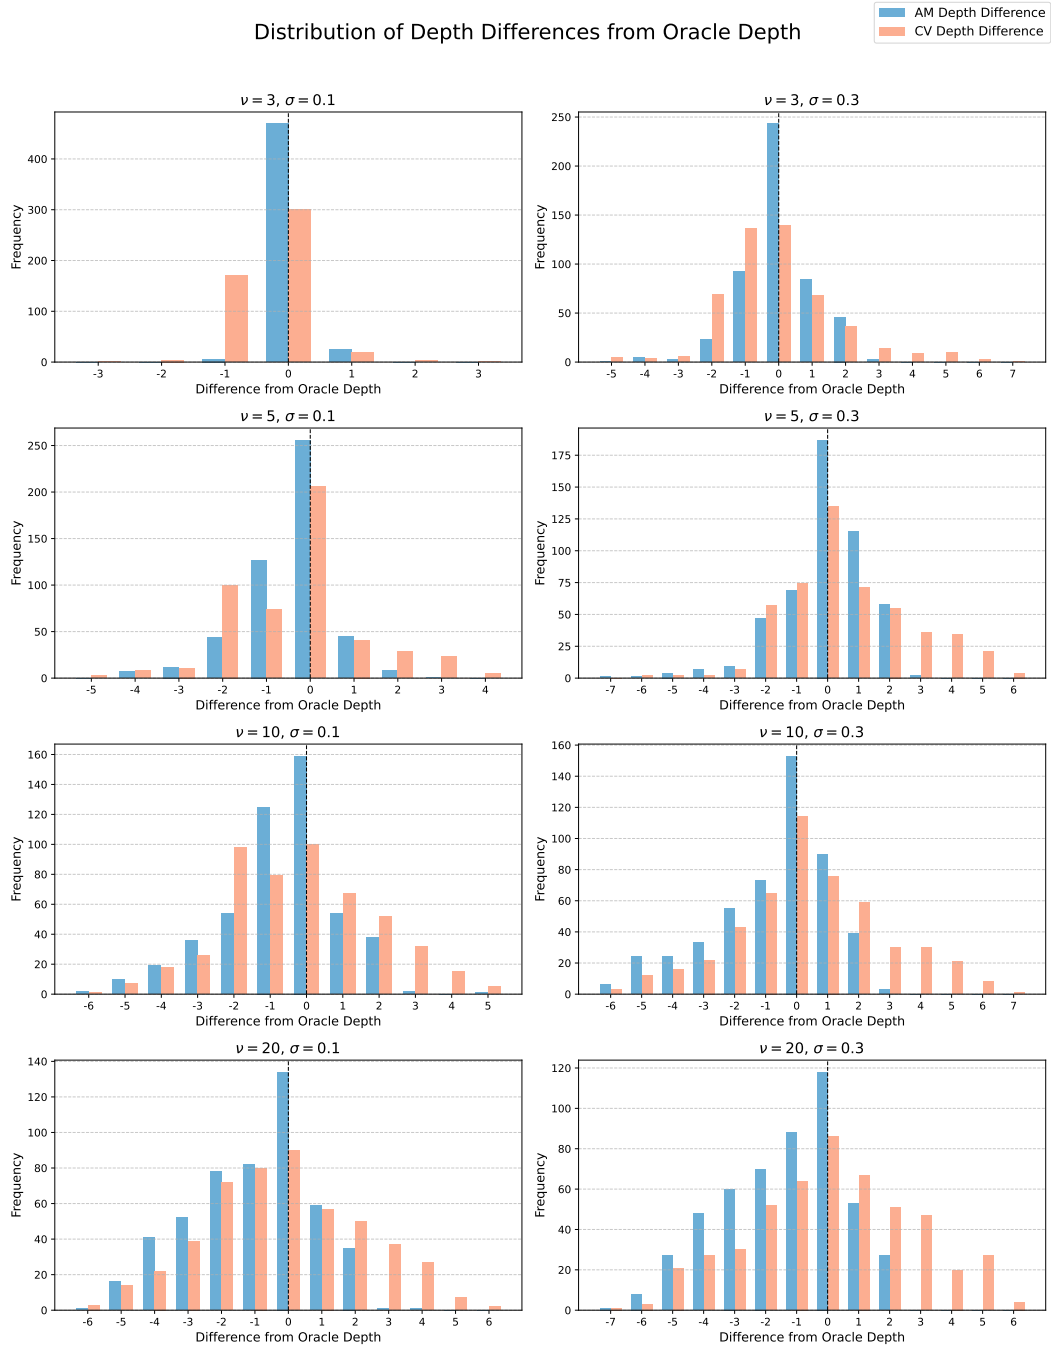 Distribution of Depth Differences from Oracle Depth
AM Depth Difference
CV Depth Difference
ν = 3, σ = 0.1
Frequency
0
100
200
300
400
-3 -2 -1 0 1 2 3
Difference from Oracle Depth
ν = 3, σ = 0.3
Frequency
0
50
100
150
200
250
-5 -4 -3 -2 -1 0 1 2 3 4 5 6 7
Difference from Oracle Depth
ν = 5, σ = 0.1
Frequency
0
50
100
150
200
250
-5 -4 -3 -2 -1 0 1 2 3 4
Difference from Oracle Depth
ν = 5, σ = 0.3
Frequency
0
25
50
75
100
125
150
175
-7 -6 -5 -4 -3 -2 -1 0 1 2 3 4 5 6
Difference from Oracle Depth
ν = 10, σ = 0.1
Frequency
0
20
40
60
80
100
120
140
160
-6 -5 -4 -3 -2 -1 0 1 2 3 4 5
Difference from Oracle Depth
ν = 10, σ = 0.3
Frequency
0
20
40
60
80
100
120
140
160
-6 -5 -4 -3 -2 -1 0 1 2 3 4 5 6 7
Difference from Oracle Depth
ν = 20, σ = 0.1
Frequency
0
20
40
60
80
100
120
140
-6 -5 -4 -3 -2 -1 0 1 2 3 4 5 6
Difference from Oracle Depth
ν = 20, σ = 0.3
Frequency
0
20
40
60
80
100
120
-7 -6 -5 -4 -3 -2 -1 0 1 2 3 4 5 6
Difference from Oracle Depth